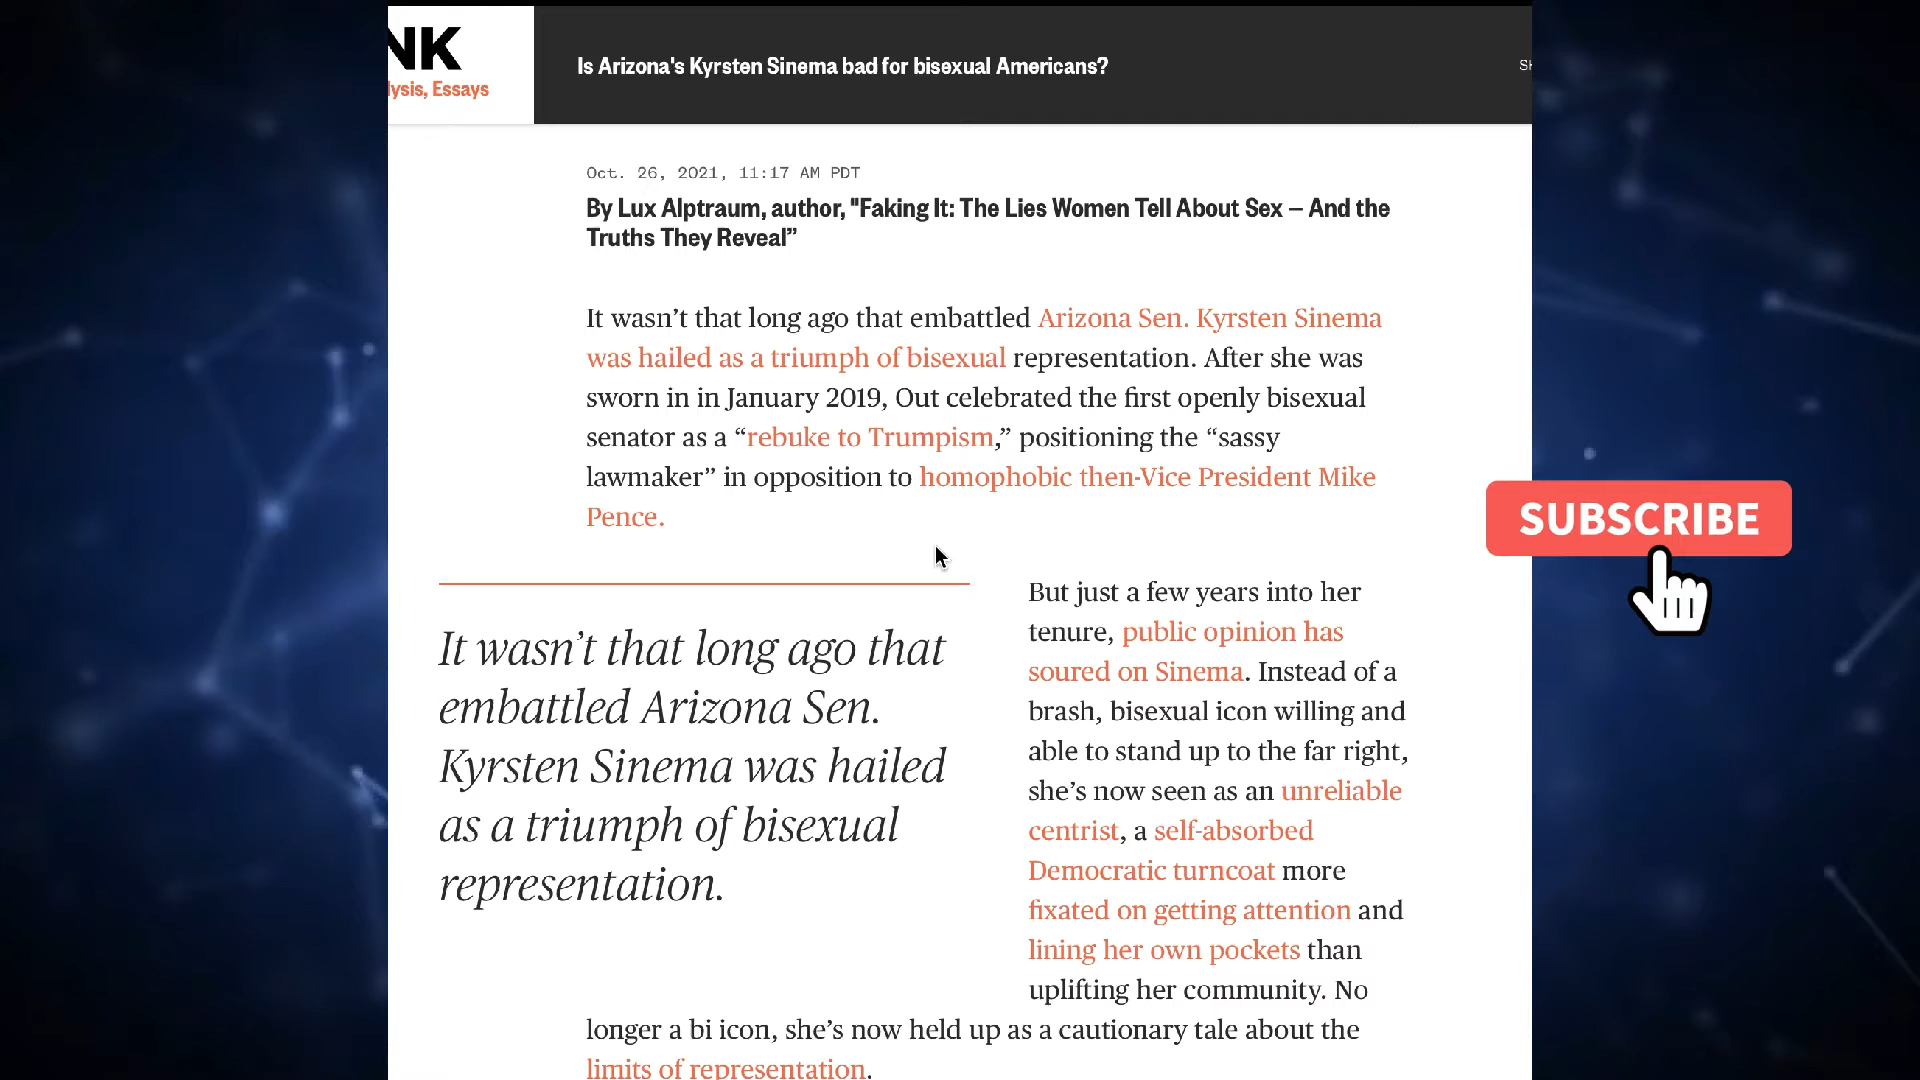 NK
lysis, Essays
Is Arizona's Kyrsten Sinema bad for bisexual Americans?
SH
Oct. 26, 2021, 11:17 AM PDT
By Lux Alptraum, author, "Faking It: The Lies Women Tell About Sex — And the
Truths They Reveal”
It wasn’t that long ago that embattled Arizona Sen. Kyrsten Sinema
was hailed as a triumph of bisexual representation. After she was
sworn in in January 2019, Out celebrated the first openly bisexual
senator as a “rebuke to Trumpism,” positioning the “sassy
lawmaker” in opposition to homophobic then-Vice President Mike
Pence.
It wasn’t that long ago that
embattled Arizona Sen.
Kyrsten Sinema was hailed
as a triumph of bisexual
representation.
But just a few years into her
tenure, public opinion has
soured on Sinema. Instead of a
brash, bisexual icon willing and
able to stand up to the far right,
she’s now seen as an unreliable
centrist, a self-absorbed
Democratic turncoat more
fixated on getting attention and
lining her own pockets than
uplifting her community. No
longer a bi icon, she’s now held up as a cautionary tale about the
limits of representation.
SUBSCRIBE